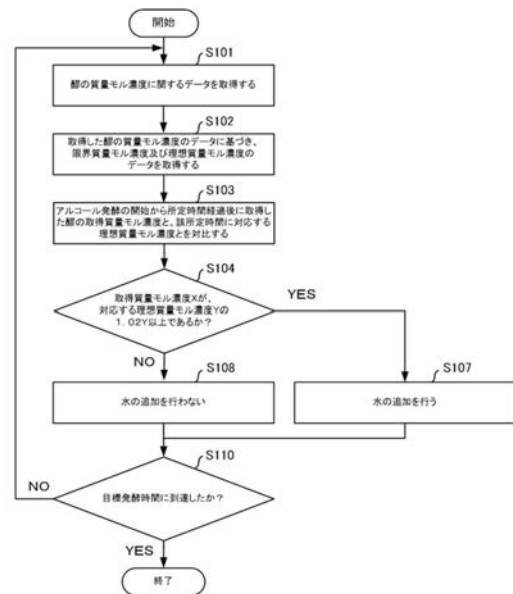 開始
S101
醪の質量モル濃度に関するデータを取得する
S102
取得した醪の質量モル濃度のデータに基づき、
限界質量モル濃度及び理想質量モル濃度の
データを取得する
S103
アルコール発酵の開始から所定時間経過後に取得し
た醪の取得質量モル濃度と、該所定時間に対応する
理想質量モル濃度とを対比する
S104
取得質量モル濃度Xが、
対応する理想質量モル濃度Yの
1.02Y以上であるか?
YES
NO
S108
水の追加を行わない
S107
水の追加を行う
S110
目標発酵時間に到達したか?
NO
YES
終了